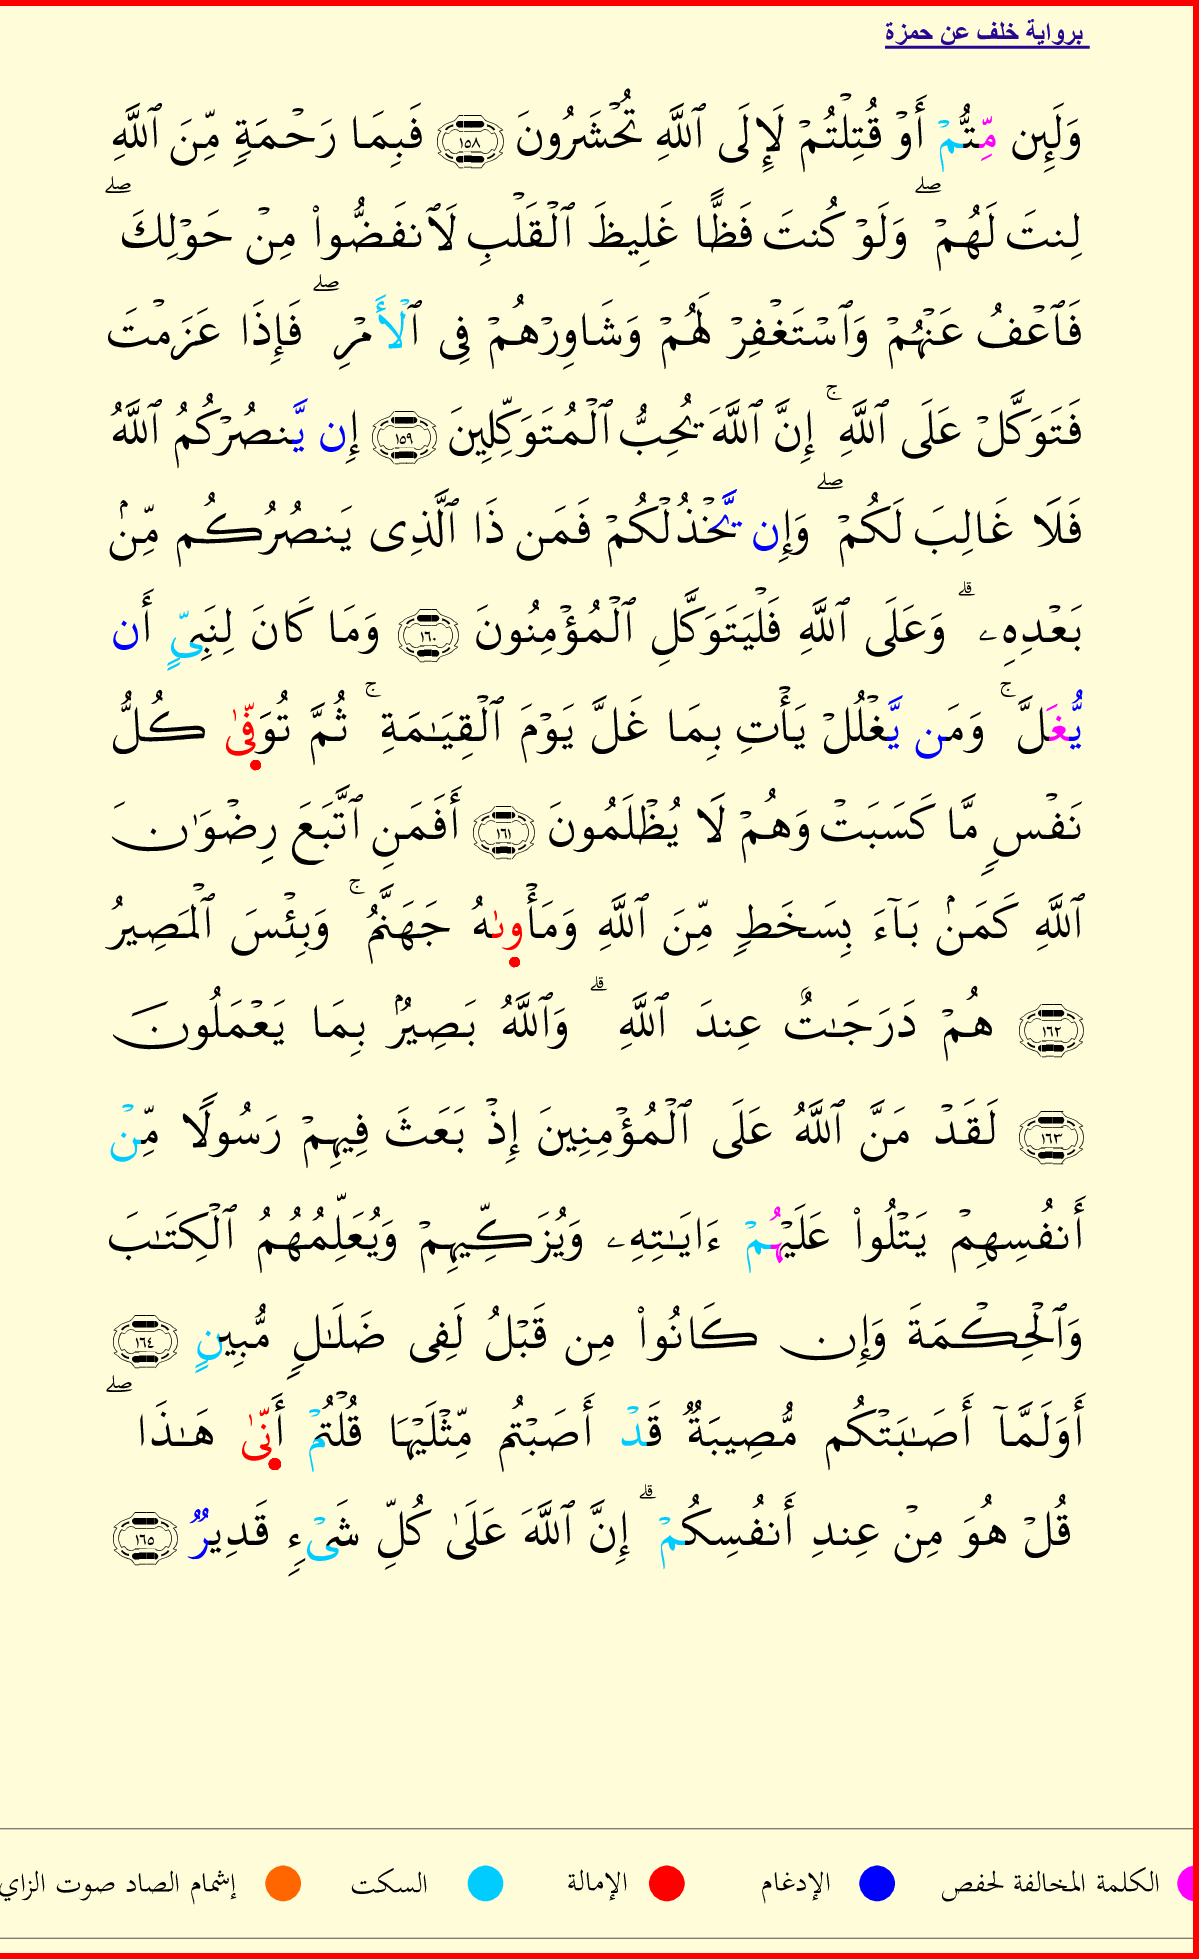 برواية خلف عن حمزة
وَلَئِن مِّتُّمْ أَوْ قُتِلْتُمْ لَإِلَى ٱللَّهِ تُحْشَرُونَ ١٥٨ فَبِمَا رَحْمَةٍ مِّنَ ٱللَّهِ
لِنتَ لَهُمْ ۖ وَلَوْ كُنتَ فَظًّا غَلِيظَ ٱلْقَلْبِ لَٱنفَضُّوا۟ مِنْ حَوْلِكَ ۖ
فَٱعْفُ عَنْهُمْ وَٱسْتَغْفِرْ لَهُمْ وَشَاوِرْهُمْ فِى ٱلْأَمْرِ ۖ فَإِذَا عَزَمْتَ
فَتَوَكَّلْ عَلَى ٱللَّهِ ۚ إِنَّ ٱللَّهَ يُحِبُّ ٱلْمُتَوَكِّلِينَ ١٥٩ إِن يَّنصُرْكُمُ ٱللَّهُ
فَلَا غَالِبَ لَكُمْ ۖ وَإِن يَّخْذُلْكُمْ فَمَن ذَا ٱلَّذِى يَنصُرُكُم مِّنۢ
بَعْدِهِۦ ۗ وَعَلَى ٱللَّهِ فَلْيَتَوَكَّلِ ٱلْمُؤْمِنُونَ ١٦٠ وَمَا كَانَ لِنَبِىٍّ أَن
يُّغَلَّ ۚ وَمَن يَّغْلُلْ يَأْتِ بِمَا غَلَّ يَوْمَ ٱلْقِيَـٰمَةِ ۚ ثُمَّ تُوَفّىٰ كُلُّ
نَفْسٍ مَّا كَسَبَتْ وَهُمْ لَا يُظْلَمُونَ ١٦١ أَفَمَنِ ٱتَّبَعَ رِضْوَٰنَ
ٱللَّهِ كَمَنۢ بَآءَ بِسَخَطٍ مِّنَ ٱللَّهِ وَمَأْوىٰهُ جَهَنَّمُ ۚ وَبِئْسَ ٱلْمَصِيرُ
١٦٢ هُمْ دَرَجَـٰتٌ عِندَ ٱللَّهِ ۗ وَٱللَّهُ بَصِيرٌۢ بِمَا يَعْمَلُونَ
١٦٣ لَقَدْ مَنَّ ٱللَّهُ عَلَى ٱلْمُؤْمِنِينَ إِذْ بَعَثَ فِيهِمْ رَسُولًا مِّنْ
أَنفُسِهِمْ يَتْلُوا۟ عَلَيْهُمْ ءَايَـٰتِهِۦ وَيُزَكِّيهِمْ وَيُعَلِّمُهُمُ ٱلْكِتَـٰبَ
وَٱلْحِكْمَةَ وَإِن كَانُوا۟ مِن قَبْلُ لَفِى ضَلَـٰلٍ مُّبِينٍ ١٦٤
أَوَلَمَّآ أَصَـٰبَتْكُم مُّصِيبَةٌ قَدْ أَصَبْتُم مِّثْلَيْهَا قُلْتُمْ أَنّىٰ هَـٰذَا ۖ
قُلْ هُوَ مِنْ عِندِ أَنفُسِكُمْ ۗ إِنَّ ٱللَّهَ عَلَىٰ كُلِّ شَىْءٍ قَدِيرٌ ١٦٥
الكلمة المخالفة لحفص الإدغام الإمالة السكت إشمام الصاد صوت الزاي